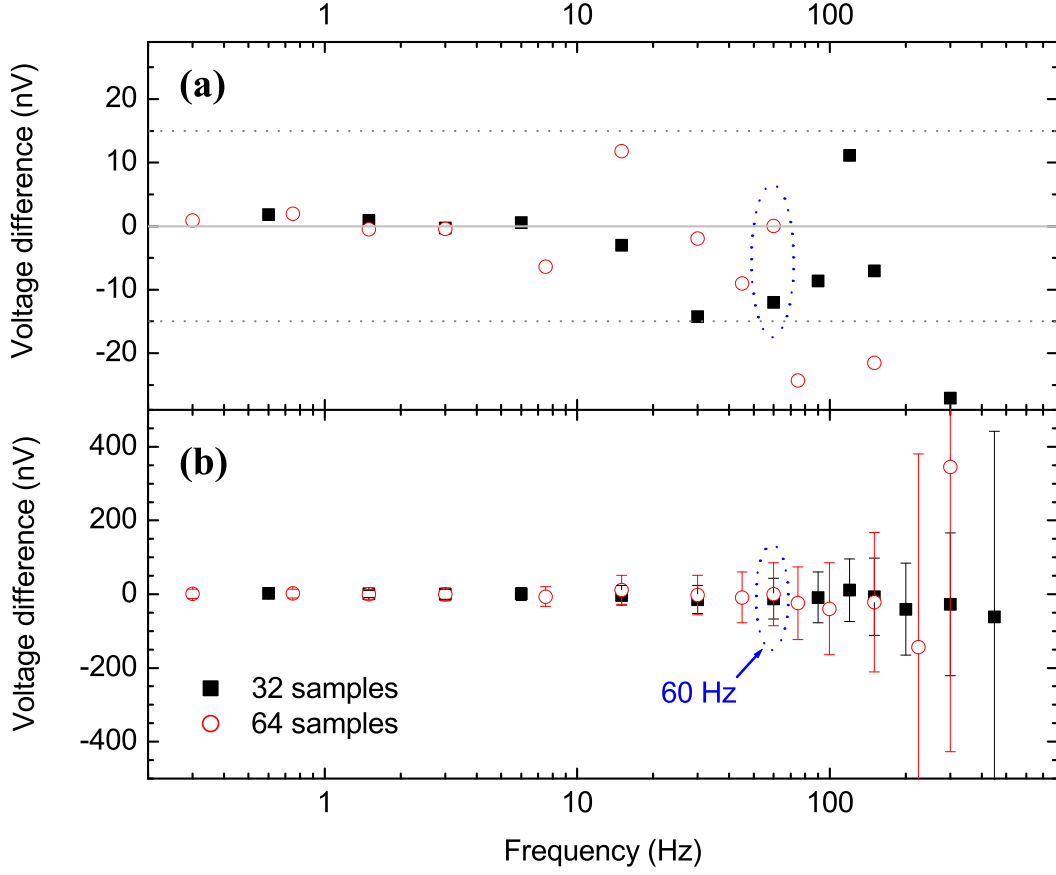 1 10 100
(a)
Voltage difference (nV)
20
10
0
-10
-20
(b)
Voltage difference (nV)
400
200
0
-200
-400
60 Hz
32 samples
64 samples
1 10 100
Frequency (Hz)